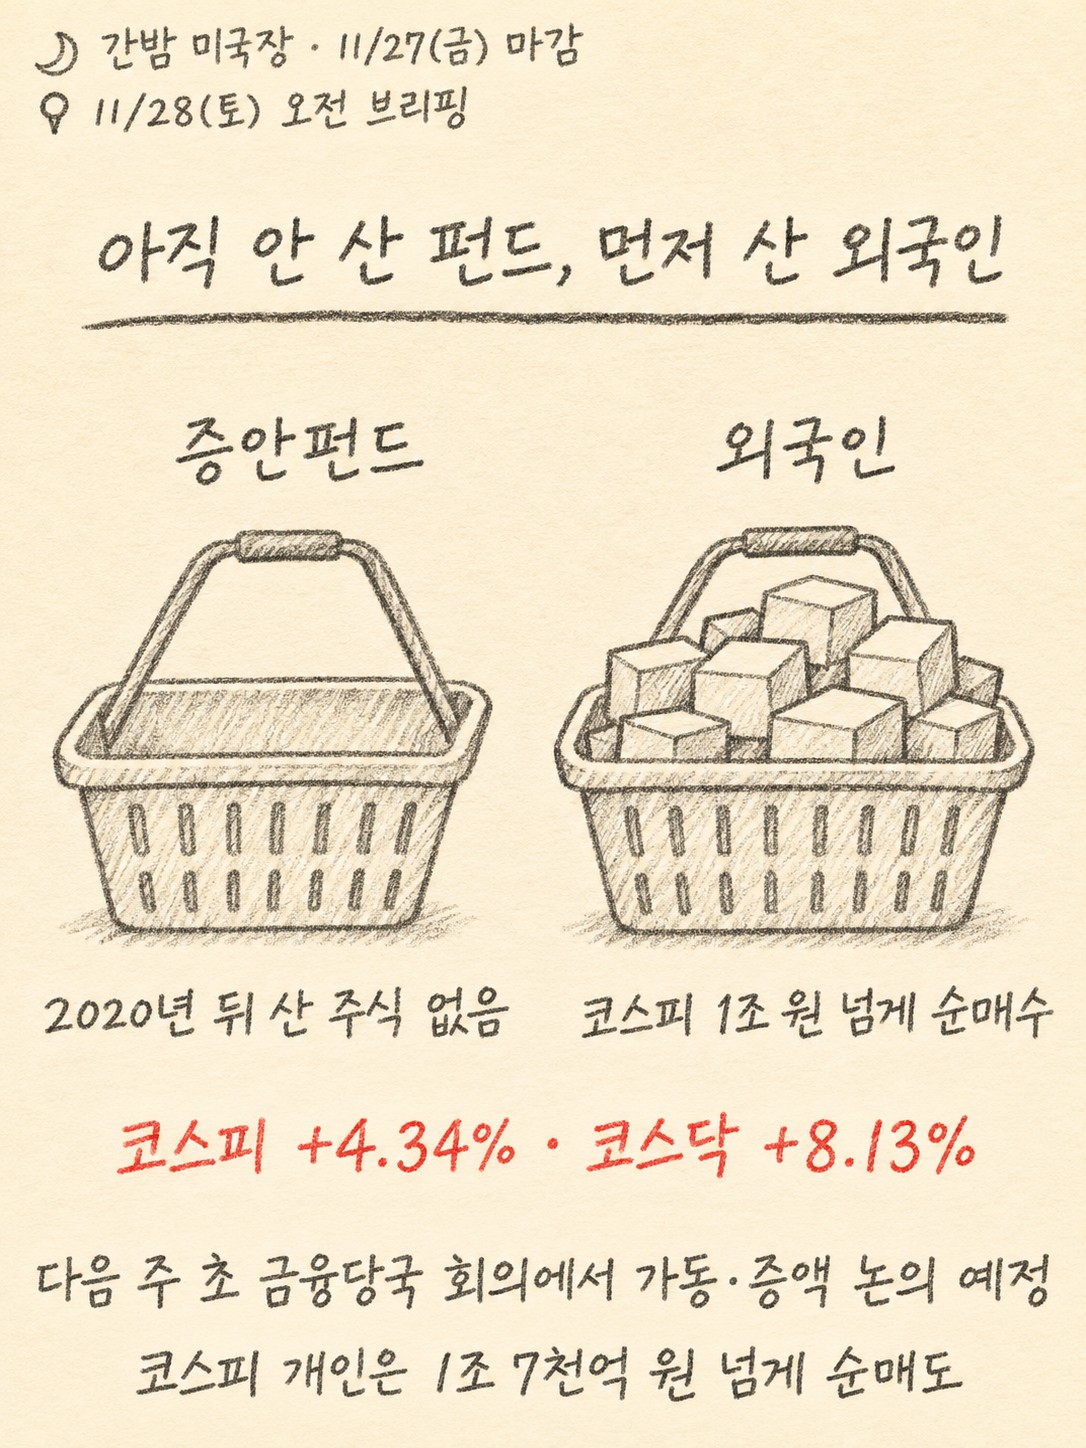 간밤 미국장 · 11/27(금) 마감
11/28(토) 오전 브리핑
아직 안 산 펀드, 먼저 산 외국인
증안펀드
외국인
2020년 뒤 산 주식 없음
코스피 1조 원 넘게 순매수
코스피 +4.34% · 코스닥 +8.13%
다음 주 초 금융당국 회의에서 가동·증액 논의 예정
코스피 개인은 1조 7천억 원 넘게 순매도